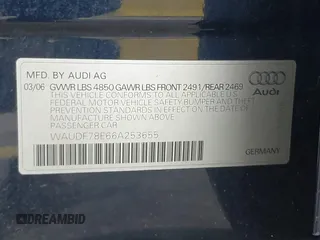 MFD. BY AUDI AG
03/06 GVWR LBS 4850 GAWR LBS FRONT 2491/REAR 2469
THIS VEHICLE CONFORMS TO ALL APPLICABLE U.S.
FEDERAL MOTOR VEHICLE SAFETY, BUMPER AND THEFT
PREVENTION STANDARDS IN EFFECT ON THE DATE OF
MANUFACTURE SHOWN ABOVE
WAUDF78E66A253655
PASSENGER CAR
Audi
GERMANY
DREAMBID